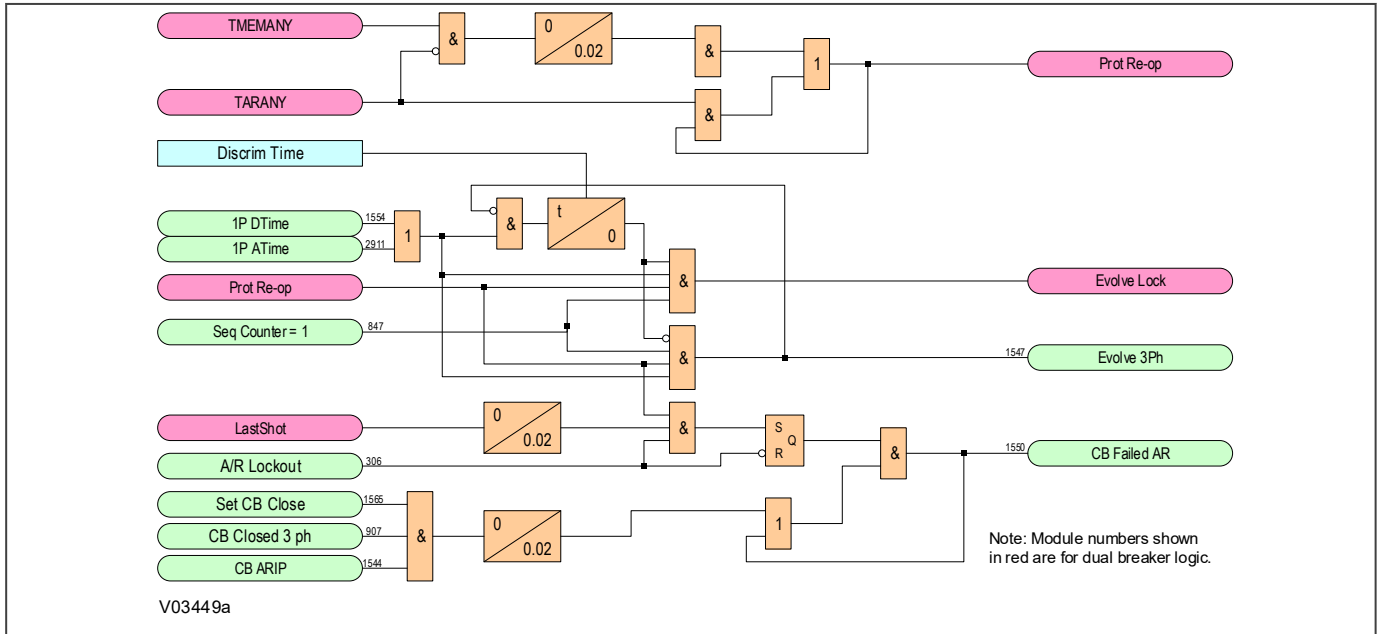 TMEMANY
&
0
0.02
&
1
Prot Re-op
TARANY
&
Discrim Time
1P DTime
1554
1
&
t
0
1P ATime
2911
Prot Re-op
&
Evolve Lock
Seq Counter = 1
847
&
1547
Evolve 3Ph
LastShot
0
0.02
&
S
Q
R
&
1550
CB Failed AR
A/R Lockout
306
Set CB Close
1565
CB Closed 3 ph
907
&
0
0.02
1
CB ARIP
1544
Note: Module numbers shown
in red are for dual breaker logic.
V03449a